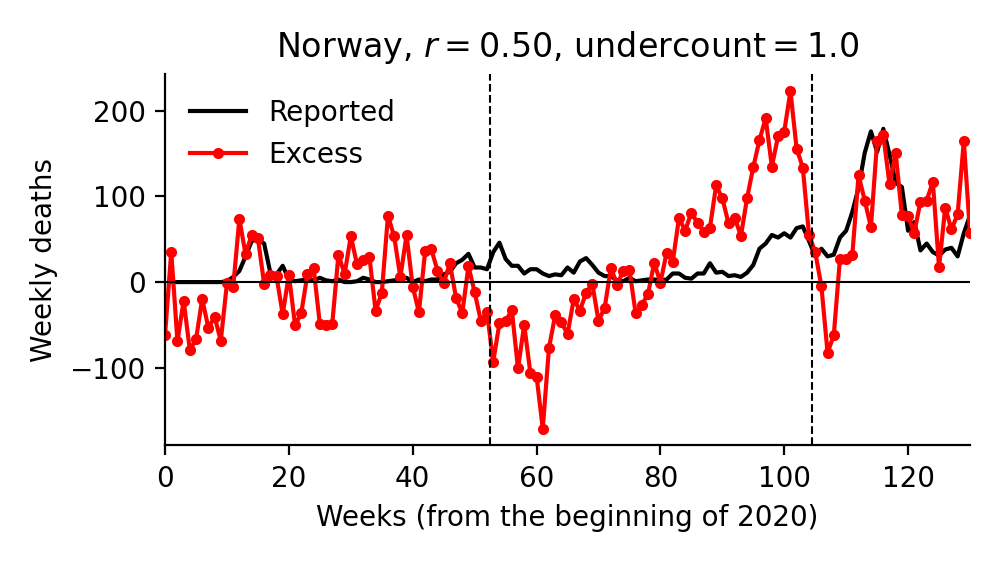 Norway, r = 0.50, undercount = 1.0
Reported
Excess
Weekly deaths
200
100
0
−100
0 20 40 60 80 100 120
Weeks (from the beginning of 2020)